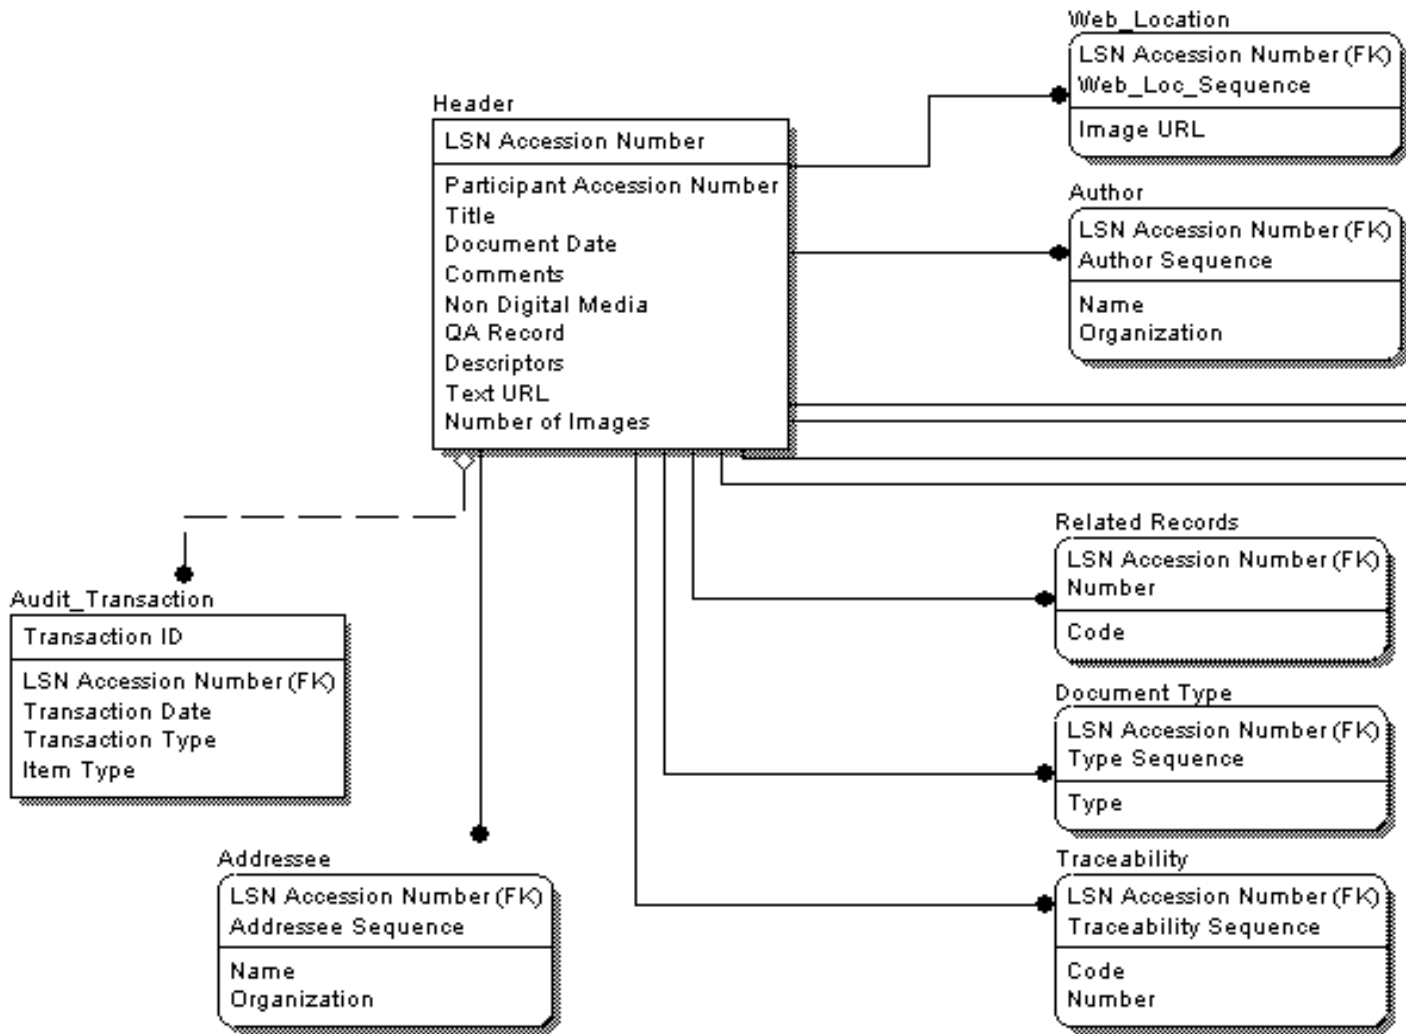 Web_Location
LSN Accession Number (FK)
Web_Loc_Sequence
Image URL
Header
LSN Accession Number
Participant Accession Number
Title
Document Date
Comments
Non Digital Media
QA Record
Descriptors
Text URL
Number of Images
Author
LSN Accession Number (FK)
Author Sequence
Name
Organization
Related Records
LSN Accession Number (FK)
Number
Code
Audit_Transaction
Transaction ID
LSN Accession Number (FK)
Transaction Date
Transaction Type
Item Type
Document Type
LSN Accession Number (FK)
Type Sequence
Type
Addressee
LSN Accession Number (FK)
Addressee Sequence
Name
Organization
Traceability
LSN Accession Number (FK)
Traceability Sequence
Code
Number